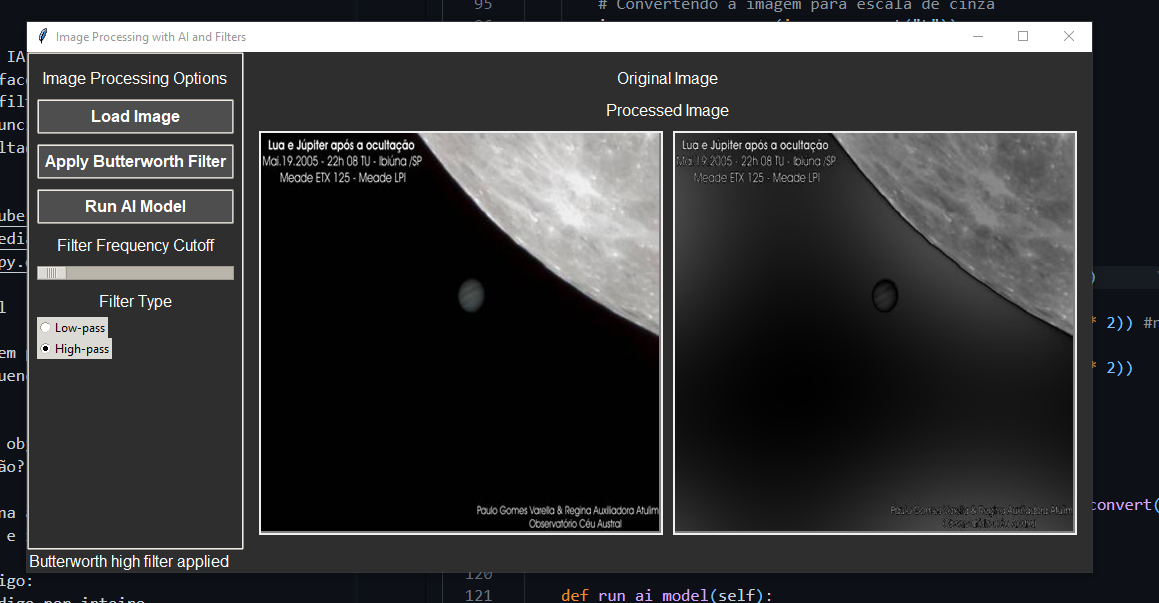 95
# Convertendo a imagem para escala de cinza
Image Processing with AI and Filters
IA
Image Processing Options
Load Image
Apply Butterworth Filter
Run AI Model
Filter Frequency Cutoff
Filter Type
Low-pass
High-pass
Butterworth high filter applied
Original Image
Processed Image
Lua e Júpiter após a ocultação
Mai.19.2005 - 22h 08 TU - Ibiúna /SP
Meade ETX 125 - Meade LPI
Paulo Gomes Varella & Regina Auxiliadora Atulim
Observatório Céu Austral
Lua e Júpiter após a ocultação
Mai.19.2005 - 22h 08 TU - Ibiúna /SP
Meade ETX 125 - Meade LPI
Paulo Gomes Varella & Regina Auxiliadora Atulim
)
* 2)) #
* 2))
convert(
ob
ão?
na
e
igo:
120
121
def run_ai_model(self):